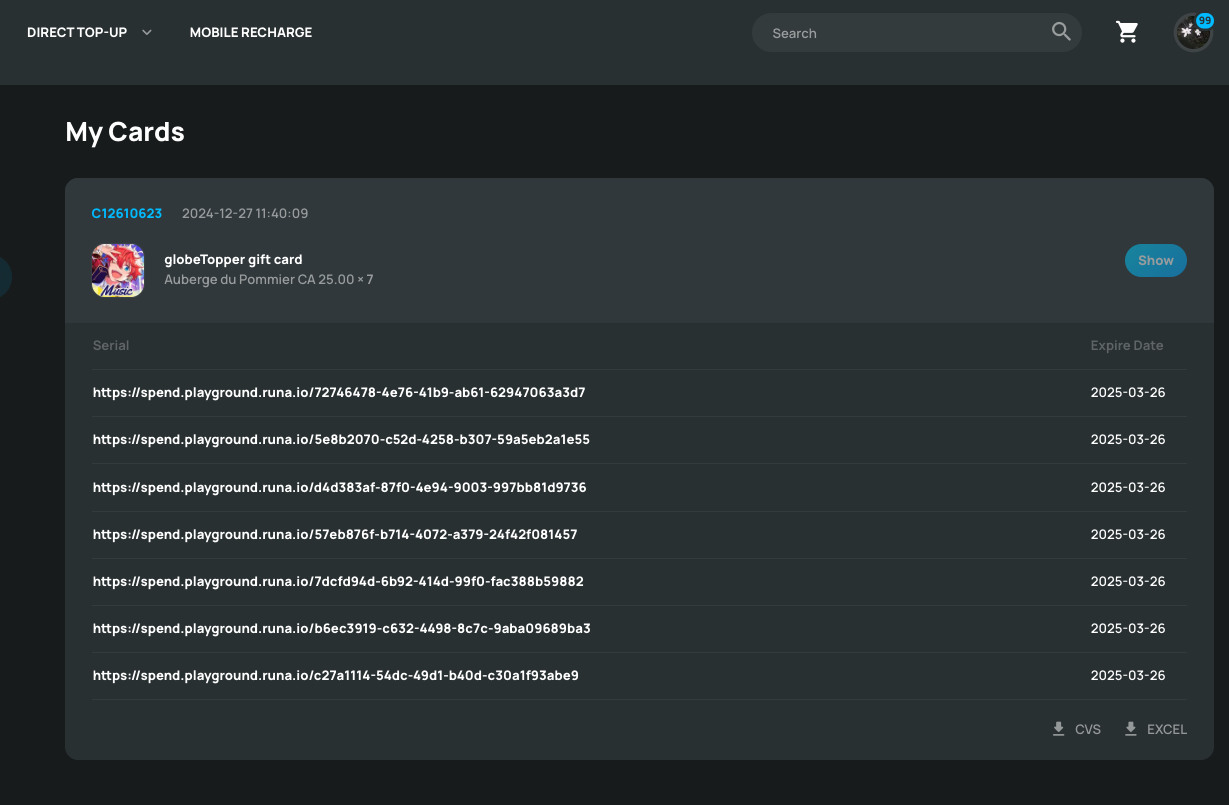 DIRECT TOP-UP MOBILE RECHARGE Search 99
My Cards
C12610623 2024-12-27 11:40:09
Music
globeTopper gift card
Auberge du Pommier CA 25.00 × 7
Show
Serial Expire Date
https://spend.playground.runa.io/72746478-4e76-41b9-ab61-62947063a3d7 2025-03-26
https://spend.playground.runa.io/5e8b2070-c52d-4258-b307-59a5eb2a1e55 2025-03-26
https://spend.playground.runa.io/d4d383af-87f0-4e94-9003-997bb81d9736 2025-03-26
https://spend.playground.runa.io/57eb876f-b714-4072-a379-24f42f081457 2025-03-26
https://spend.playground.runa.io/7dcfd94d-6b92-414d-99f0-fac388b59882 2025-03-26
https://spend.playground.runa.io/b6ec3919-c632-4498-8c7c-9aba09689ba3 2025-03-26
https://spend.playground.runa.io/c27a1114-54dc-49d1-b40d-c30a1f93abe9 2025-03-26
CVS EXCEL